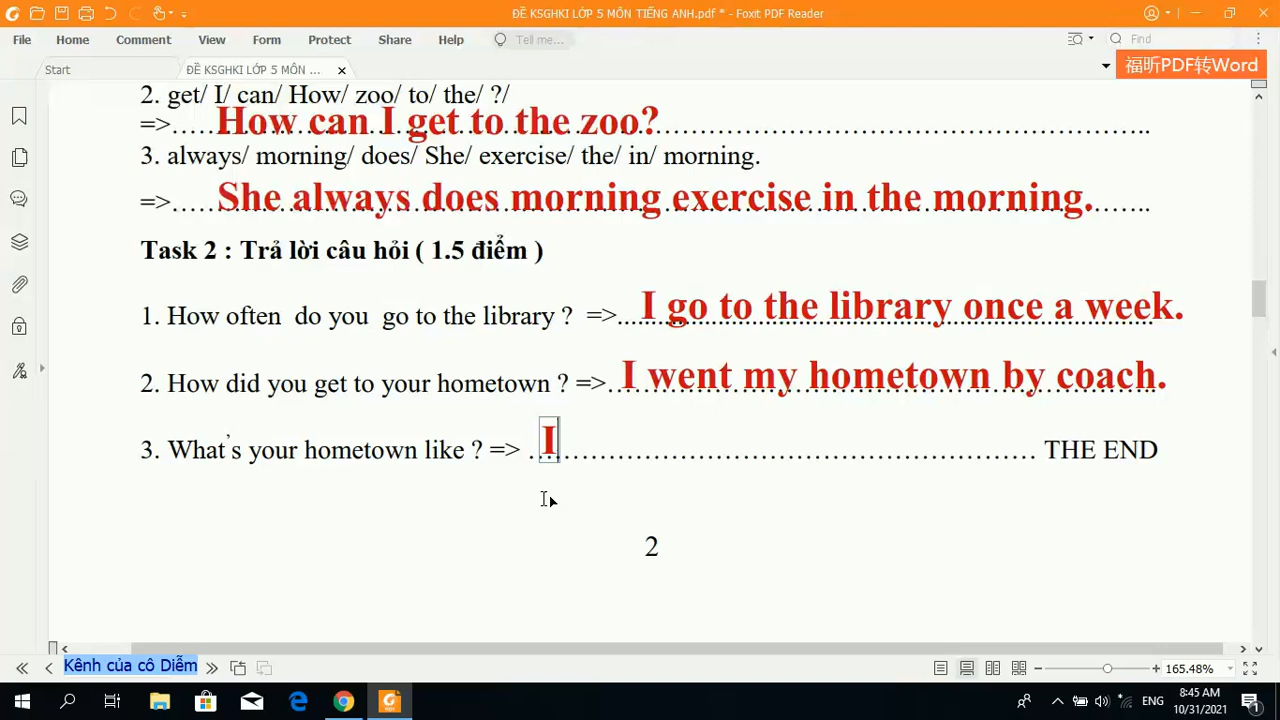 ĐỀ KSGHKI LỚP 5 MÔN TIẾNG ANH.pdf * - Foxit PDF Reader
File Home Comment View Form Protect Share Help Tell me... Find
Start ĐỀ KSGHKI LỚP 5 MÔN ... 福昕PDF转Word
2. get/ I/ can/ How/ zoo/ to/ the/ ?/
=>..... How can I get to the zoo? .....
3. always/ morning/ does/ She/ exercise/ the/ in/ morning.
=>..... She always does morning exercise in the morning. .....
Task 2 : Trả lời câu hỏi ( 1.5 điểm )
1. How often do you go to the library ? =>... I go to the library once a week.
2. How did you get to your hometown ? =>... I went my hometown by coach.
3. What's your hometown like ? => ... I ..... THE END
2
Kênh của cô Diễm 165.48%
ENG 8:45 AM
10/31/2021 1